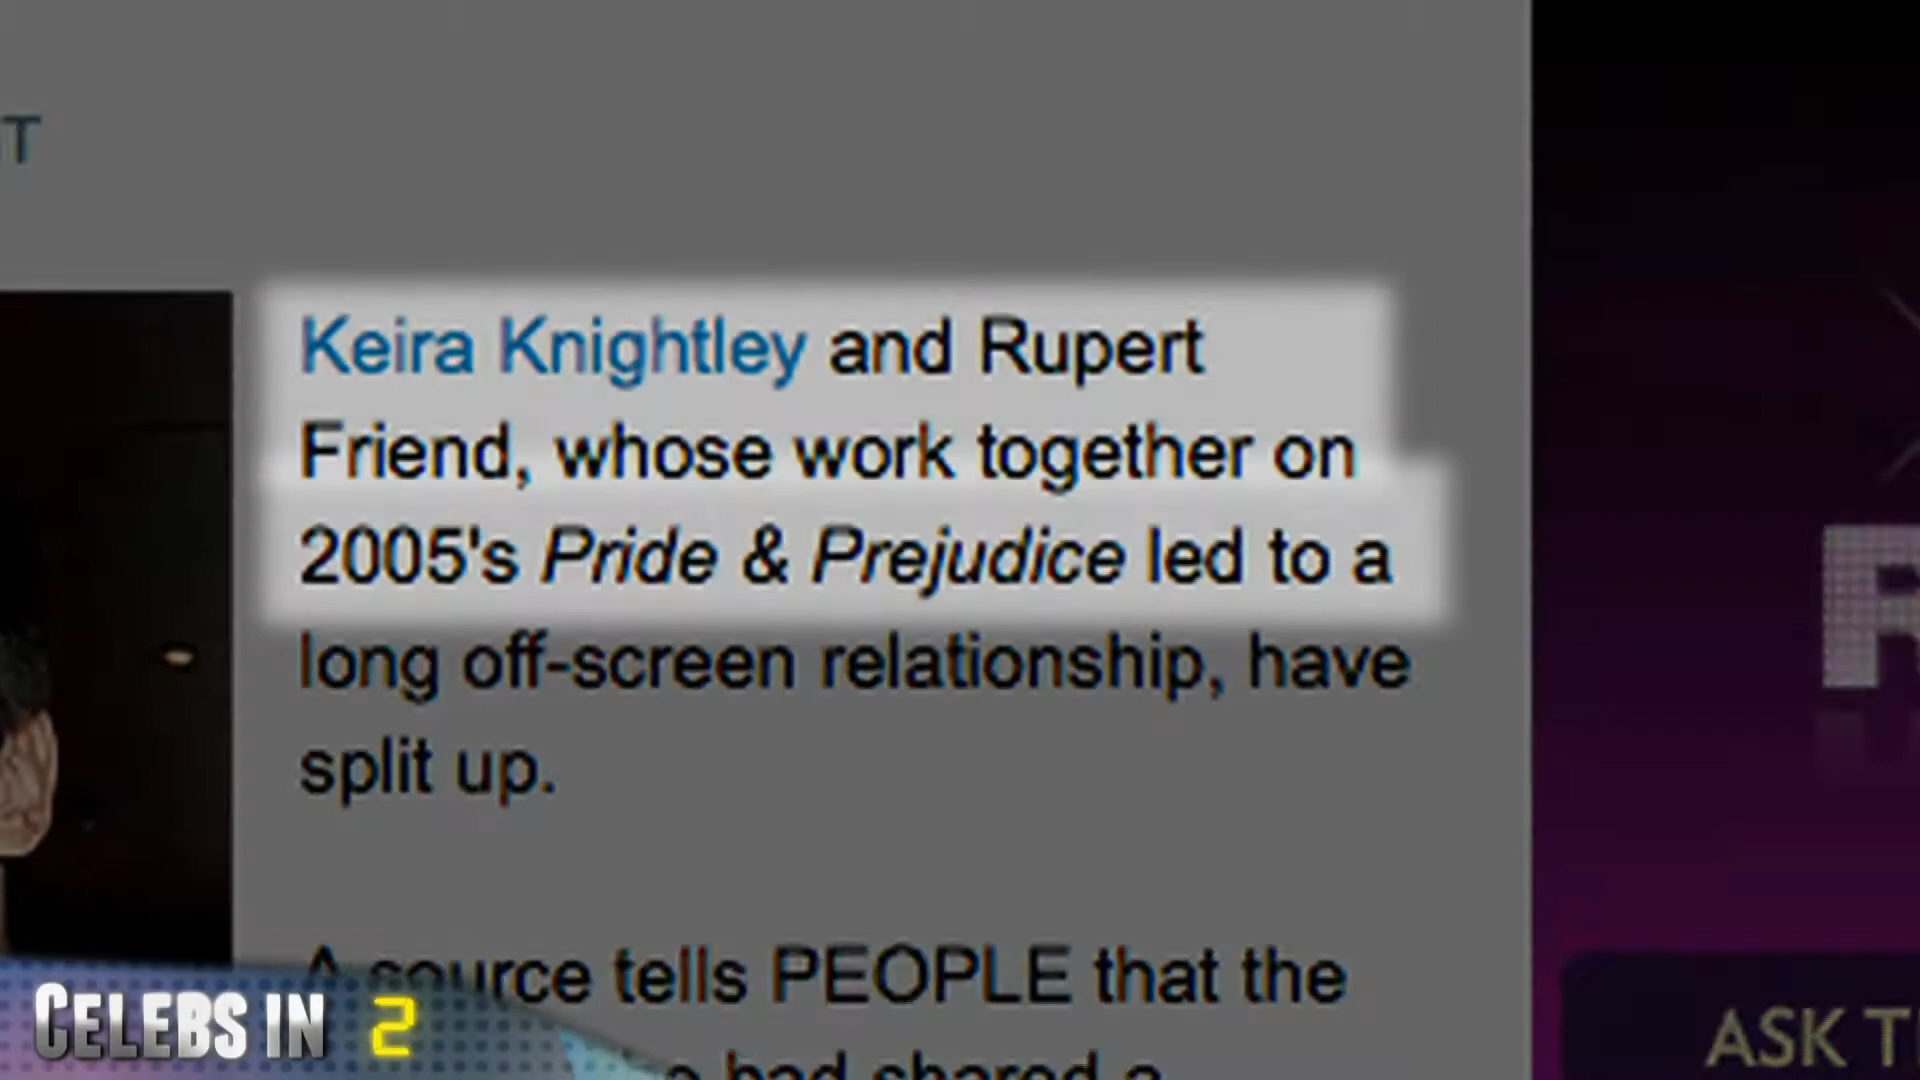 Keira Knightley and Rupert
Friend, whose work together on
2005's Pride & Prejudice led to a
long off-screen relationship, have
split up.
A source tells PEOPLE that the
had shared a
CELEBS IN 2
ASK